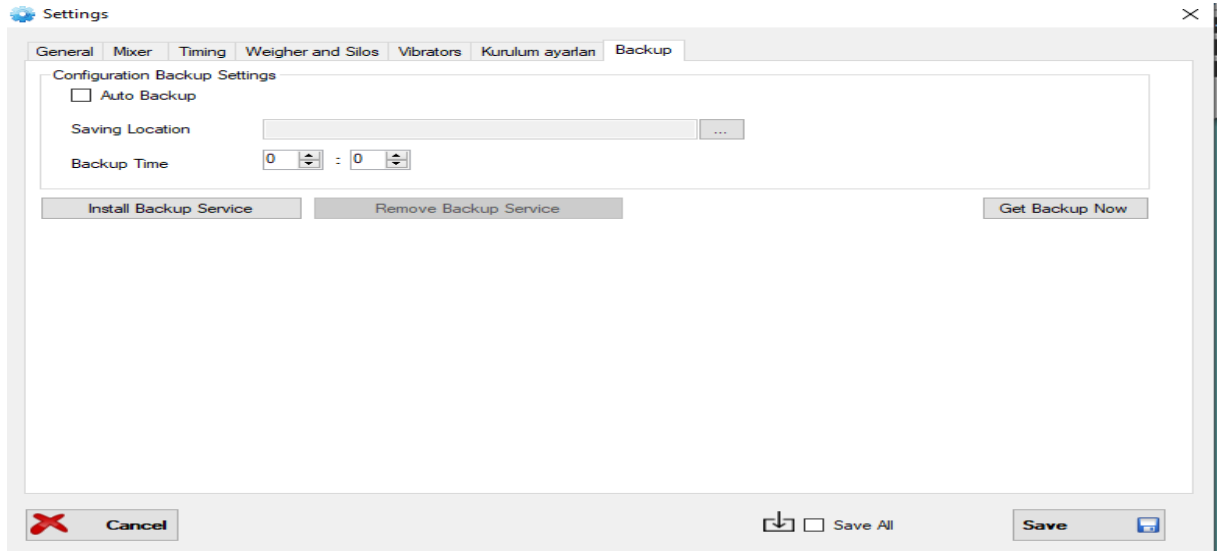 Settings
General Mixer Timing Weigher and Silos Vibrators Kurulum ayarları Backup
Configuration Backup Settings
Auto Backup
Saving Location ...
Backup Time 0 : 0
Install Backup Service Remove Backup Service Get Backup Now
Cancel Save All Save